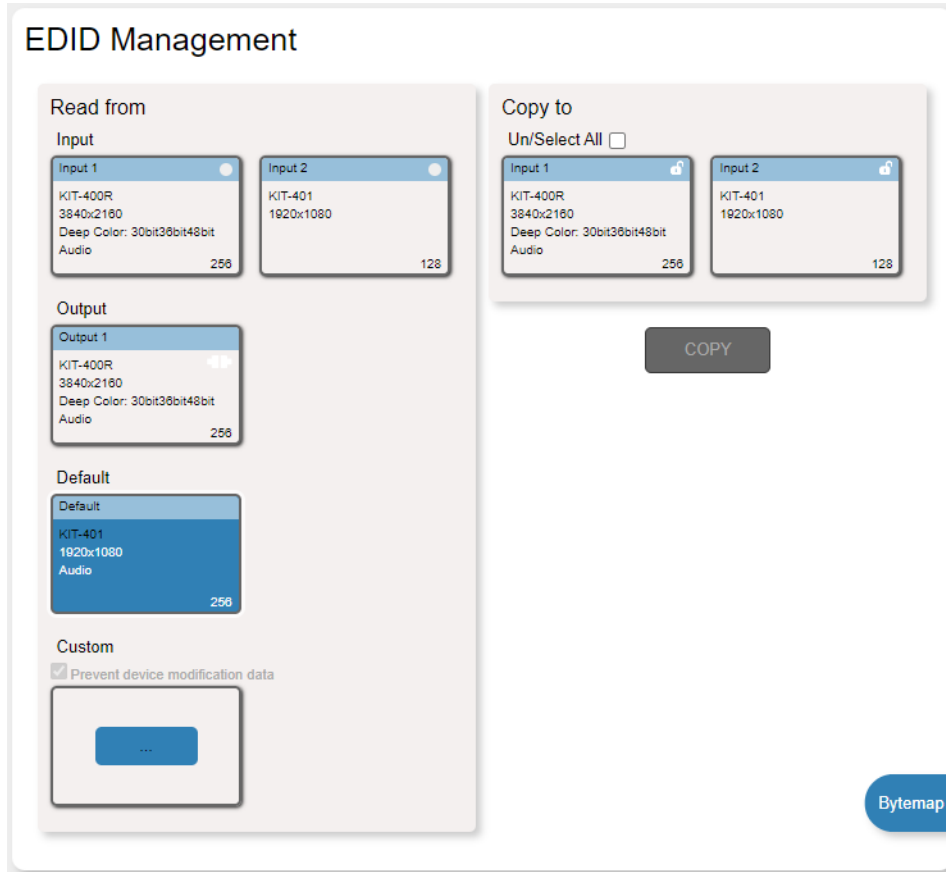 EDID Management
Read from
Input
Input 1
KIT-400R
3840x2160
Deep Color: 30bit36bit48bit
Audio
256
Input 2
KIT-401
1920x1080
128
Output
Output 1
KIT-400R
3840x2160
Deep Color: 30bit36bit48bit
Audio
256
Default
Default
KIT-401
1920x1080
Audio
256
Custom
Prevent device modification data
...
Copy to
Un/Select All
Input 1
KIT-400R
3840x2160
Deep Color: 30bit36bit48bit
Audio
256
Input 2
KIT-401
1920x1080
128
COPY
Bytemap